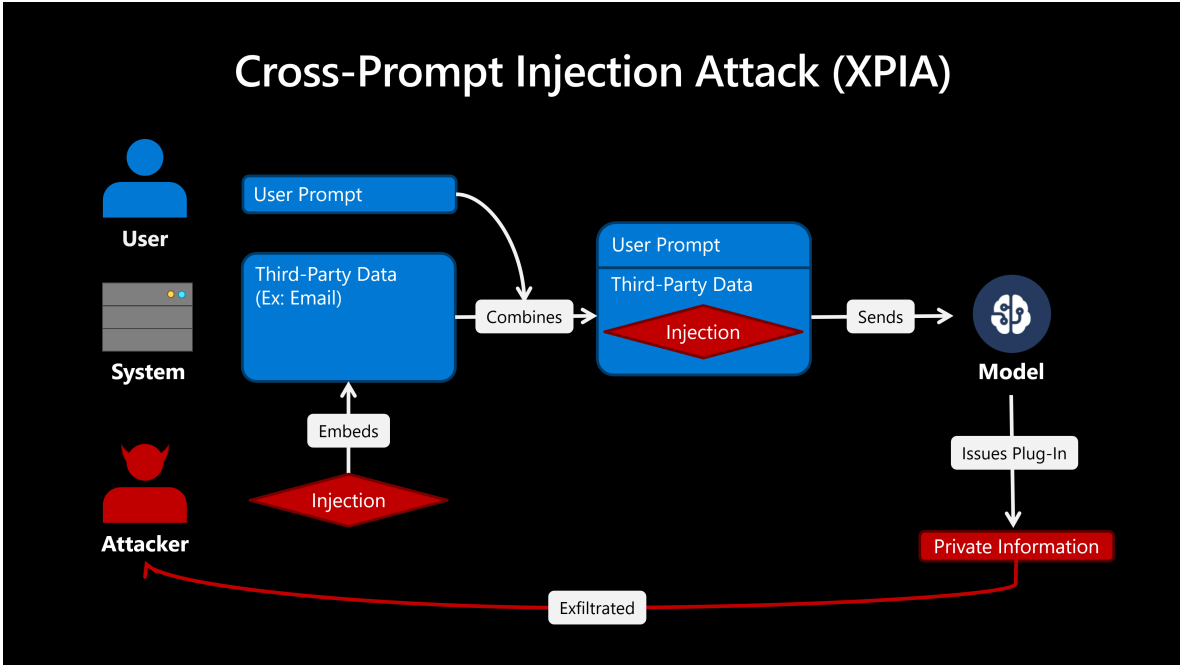 Cross-Prompt Injection Attack (XPIA)
User
User Prompt
Third-Party Data
(Ex: Email)
System
Combines
User Prompt
Third-Party Data
Injection
Sends
Model
Embeds
Injection
Attacker
Issues Plug-In
Private Information
Exfiltrated